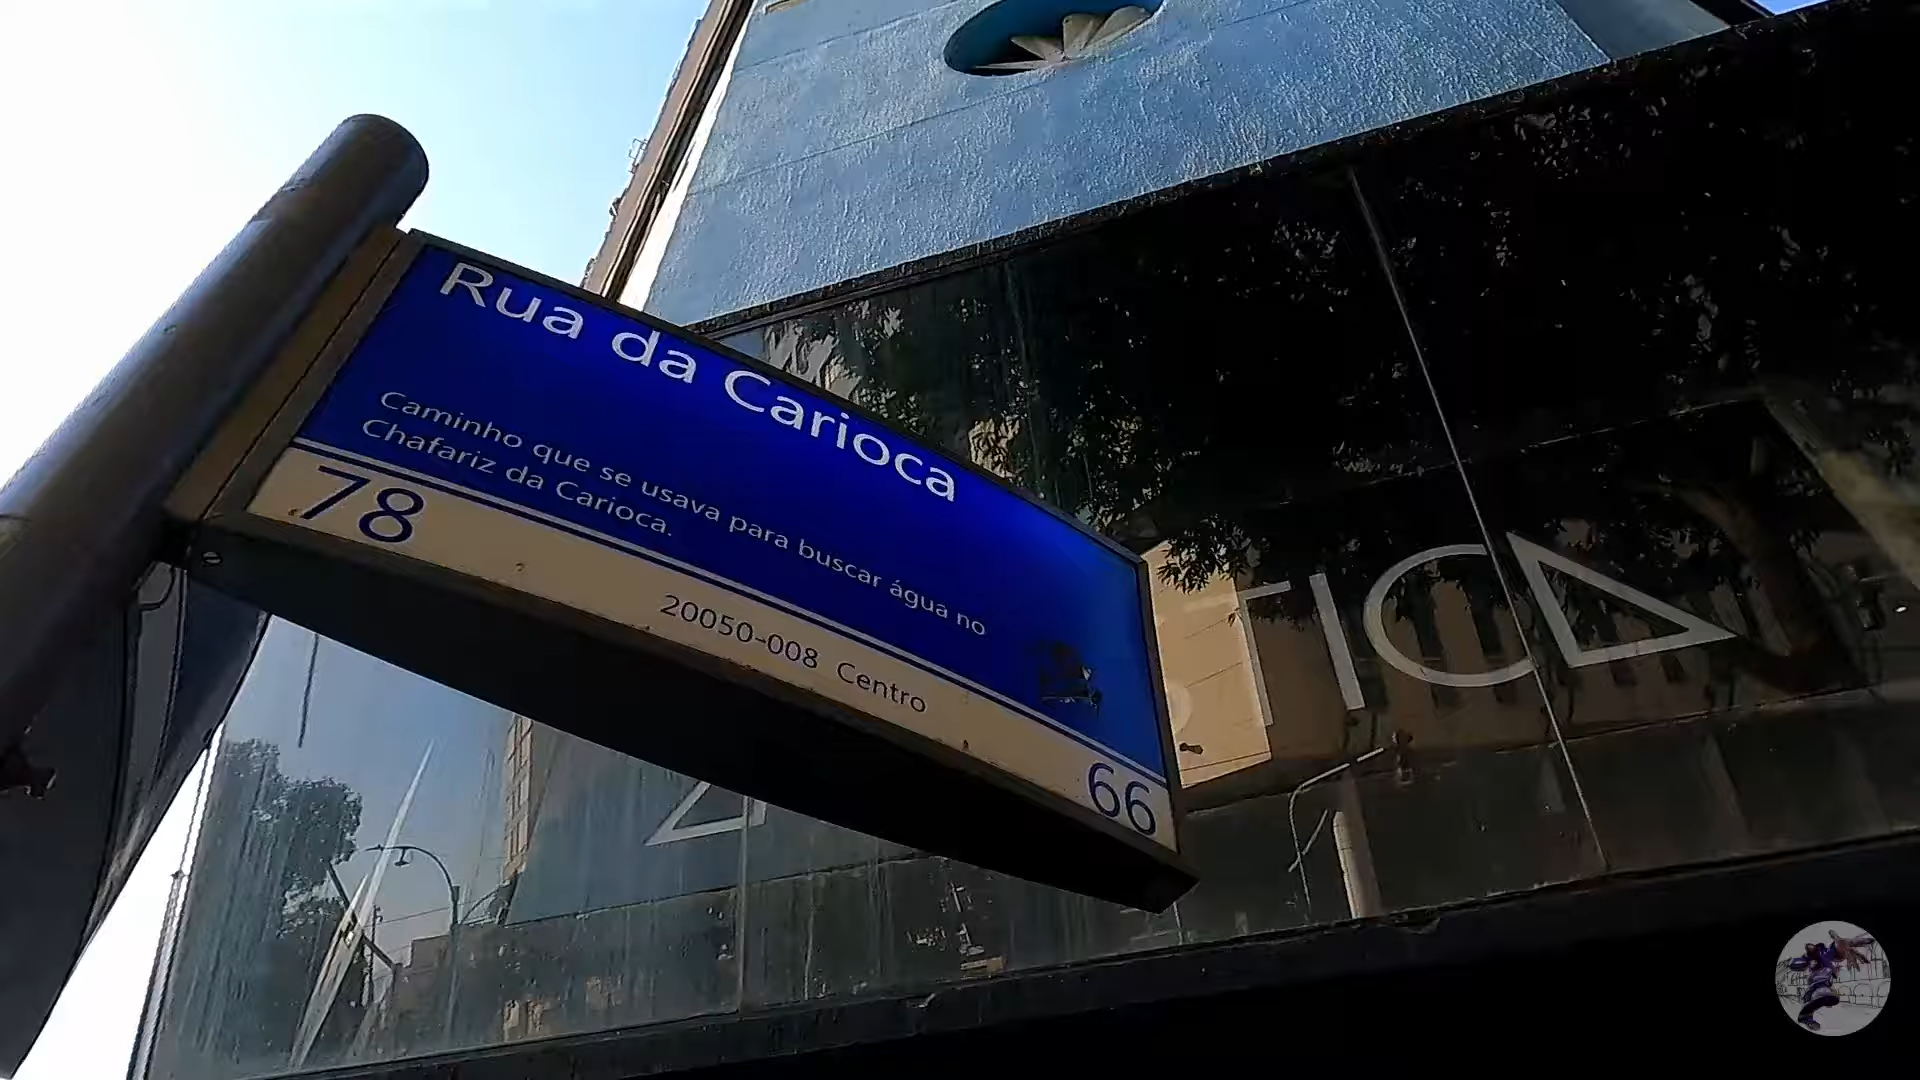 Rua da Carioca
Caminho que se usava para buscar água no
Chafariz da Carioca.
78
20050-008 Centro
66
TICA